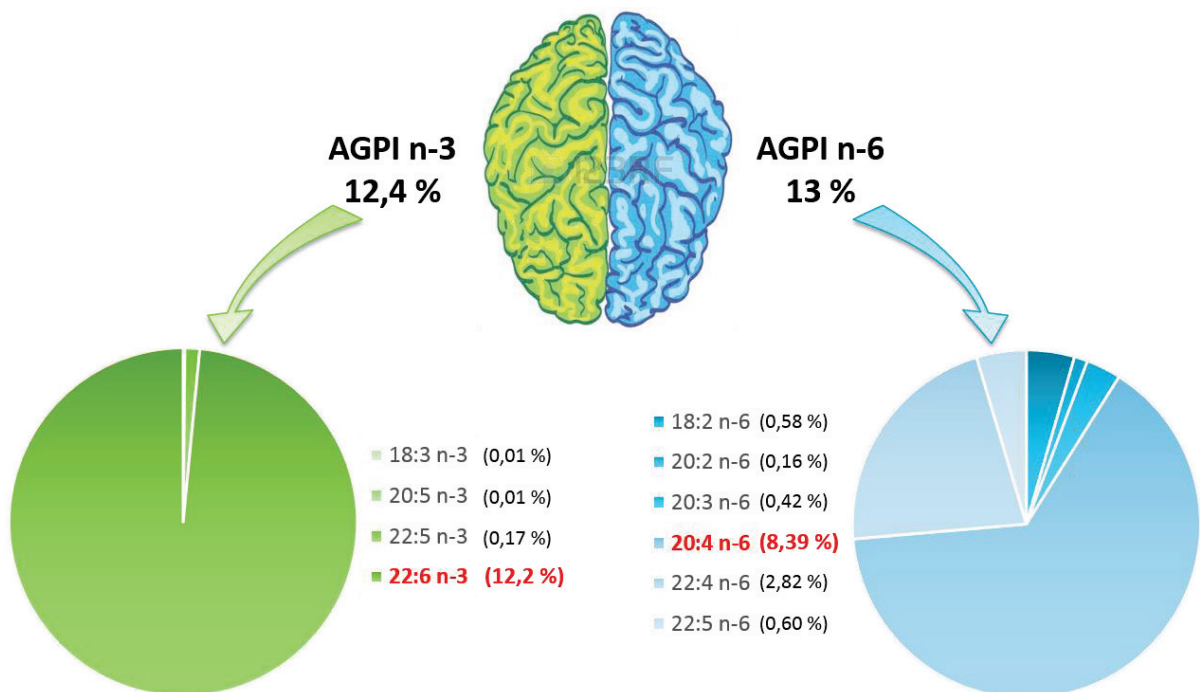 AGPI n-3
12,4 %
AGPI n-6
13 %
18:3 n-3 (0,01 %)
20:5 n-3 (0,01 %)
22:5 n-3 (0,17 %)
22:6 n-3 (12,2 %)
18:2 n-6 (0,58 %)
20:2 n-6 (0,16 %)
20:3 n-6 (0,42 %)
20:4 n-6 (8,39 %)
22:4 n-6 (2,82 %)
22:5 n-6 (0,60 %)